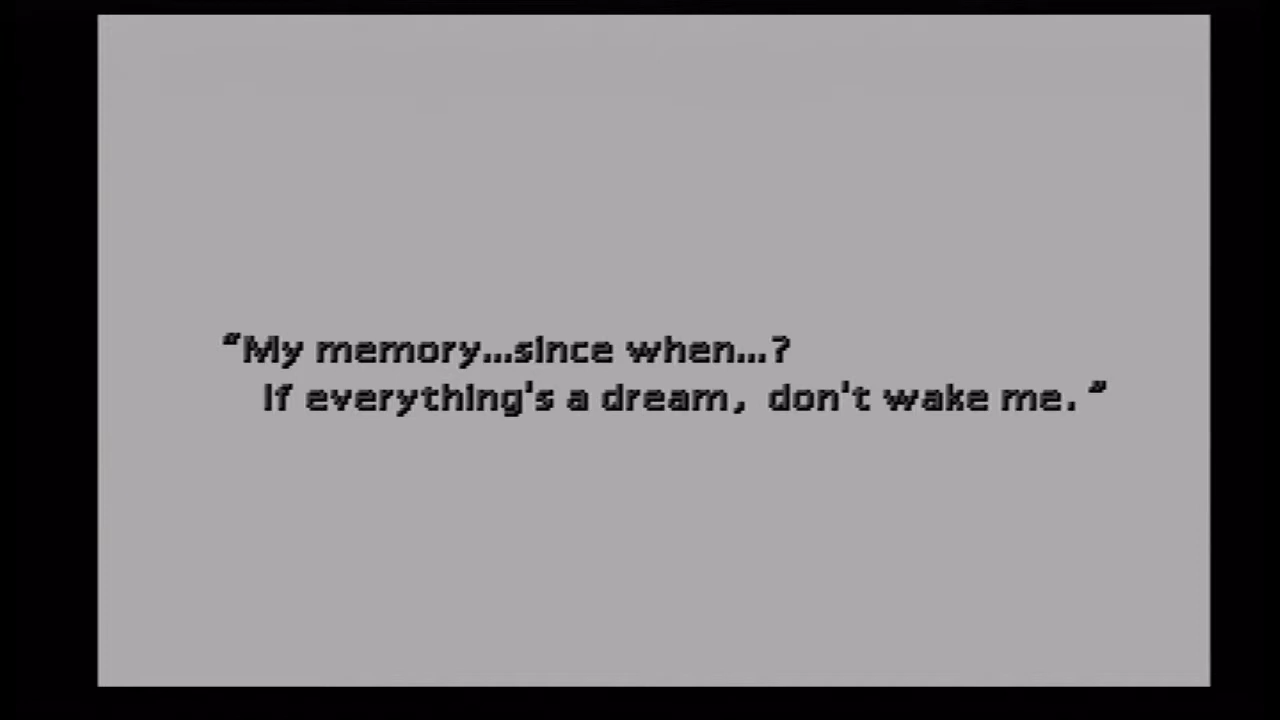 “My memory...since when...?
If everything's a dream, don't wake me.”